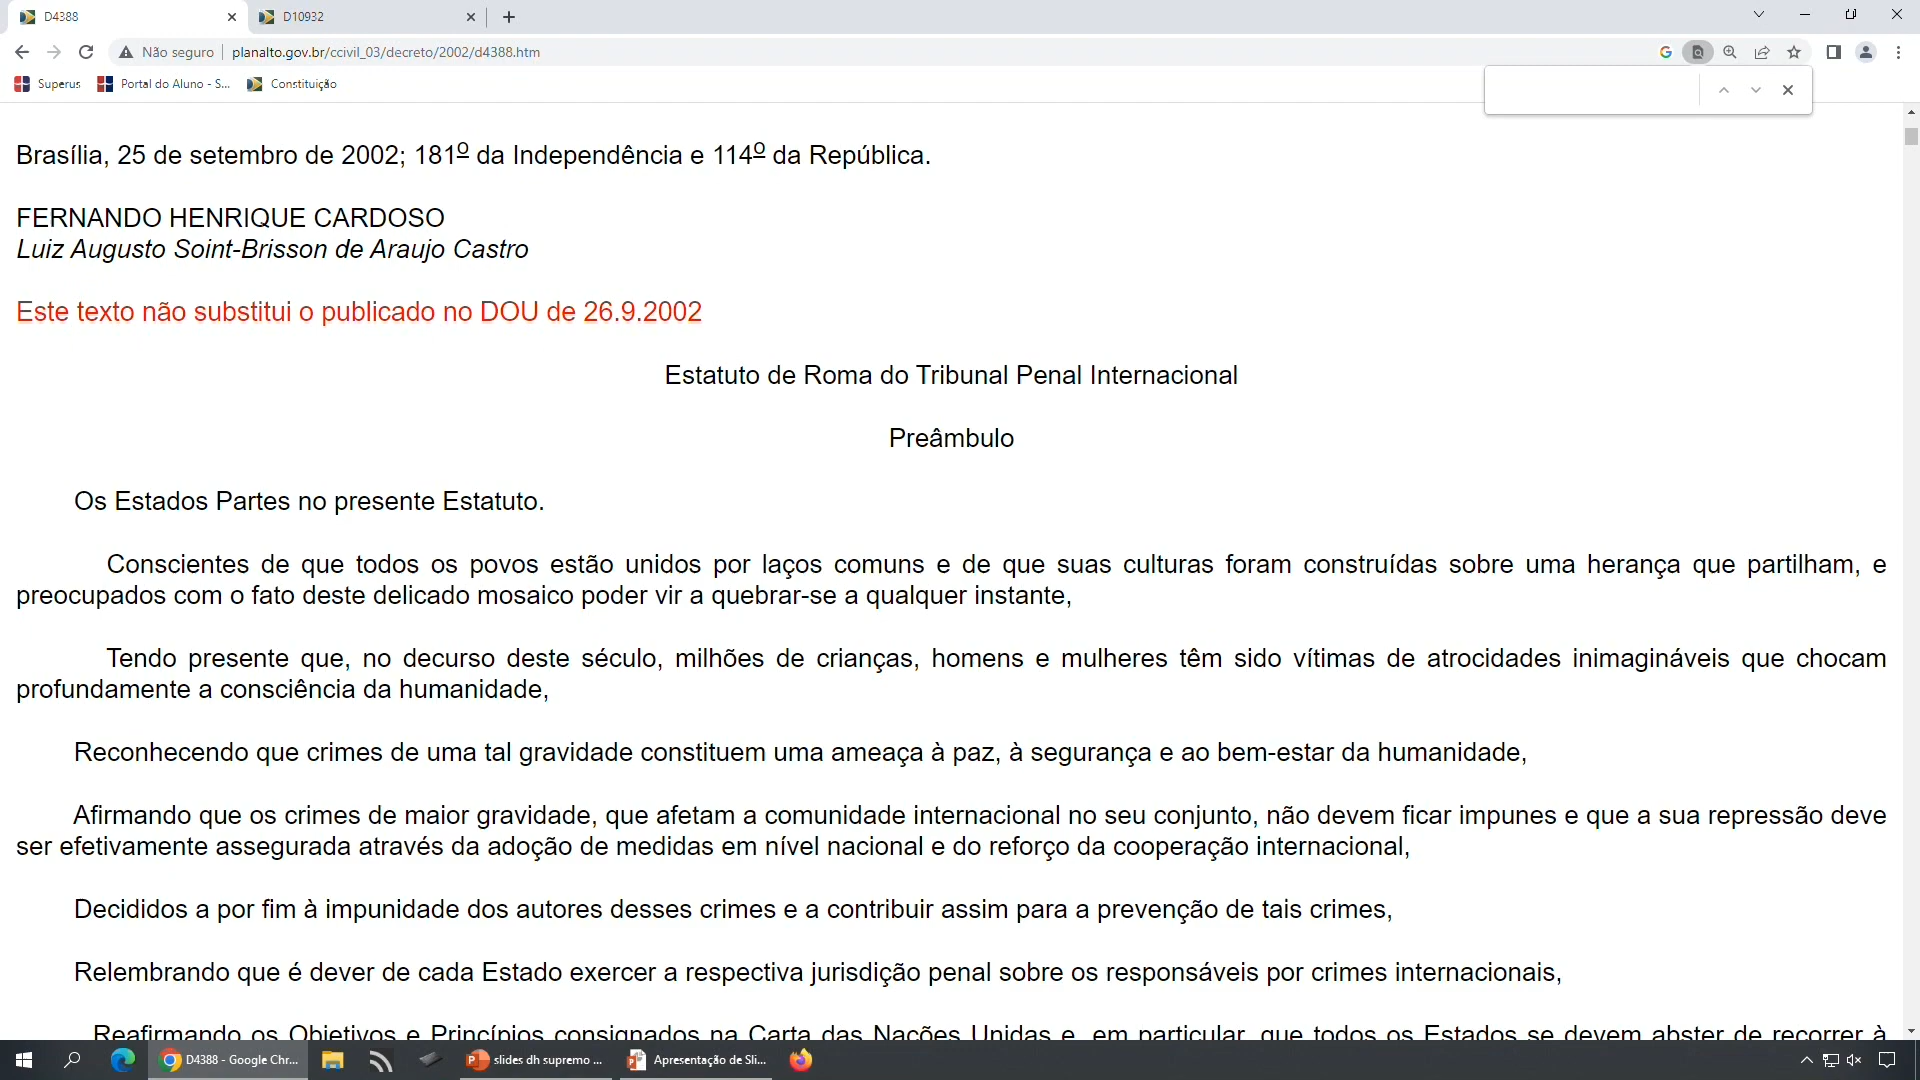 D4388
D10932
Não seguro
planalto.gov.br/ccivil_03/decreto/2002/d4388.htm
Superus
Portal do Aluno - S...
Constituição
Brasília, 25 de setembro de 2002; 181º da Independência e 114º da República.
FERNANDO HENRIQUE CARDOSO
Luiz Augusto Soint-Brisson de Araujo Castro
Este texto não substitui o publicado no DOU de 26.9.2002
Estatuto de Roma do Tribunal Penal Internacional
Preâmbulo
Os Estados Partes no presente Estatuto.
Conscientes de que todos os povos estão unidos por laços comuns e de que suas culturas foram construídas sobre uma herança que partilham, e
preocupados com o fato deste delicado mosaico poder vir a quebrar-se a qualquer instante,
Tendo presente que, no decurso deste século, milhões de crianças, homens e mulheres têm sido vítimas de atrocidades inimagináveis que chocam
profundamente a consciência da humanidade,
Reconhecendo que crimes de uma tal gravidade constituem uma ameaça à paz, à segurança e ao bem-estar da humanidade,
Afirmando que os crimes de maior gravidade, que afetam a comunidade internacional no seu conjunto, não devem ficar impunes e que a sua repressão deve
ser efetivamente assegurada através da adoção de medidas em nível nacional e do reforço da cooperação internacional,
Decididos a por fim à impunidade dos autores desses crimes e a contribuir assim para a prevenção de tais crimes,
Relembrando que é dever de cada Estado exercer a respectiva jurisdição penal sobre os responsáveis por crimes internacionais,
Reafirmando os Objetivos e Princípios consignados na Carta das Nações Unidas e, em particular, que todos os Estados se devem abster de recorrer à
D4388 - Google Chr...
slides dh supremo ...
Apresentação de Sli...